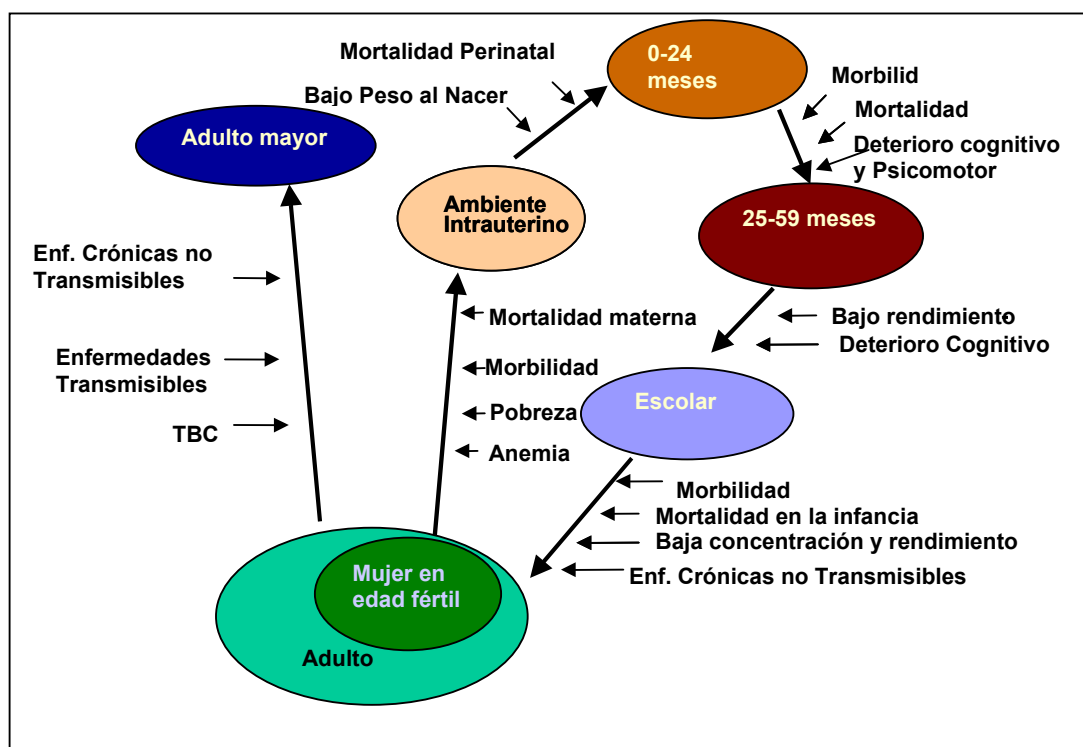 Mortalidad Perinatal
Bajo Peso al Nacer
0-24
meses
Morbilid
Mortalidad
Deterioro cognitivo
y Psicomotor
Adulto mayor
Ambiente
Intrauterino
25-59 meses
Enf. Crónicas no
Transmisibles
Enfermedades
Transmisibles
TBC
Mortalidad materna
Morbilidad
Pobreza
Anemia
Bajo rendimiento
Deterioro Cognitivo
Escolar
Morbilidad
Mortalidad en la infancia
Baja concentración y rendimiento
Enf. Crónicas no Transmisibles
Mujer en
edad fértil
Adulto